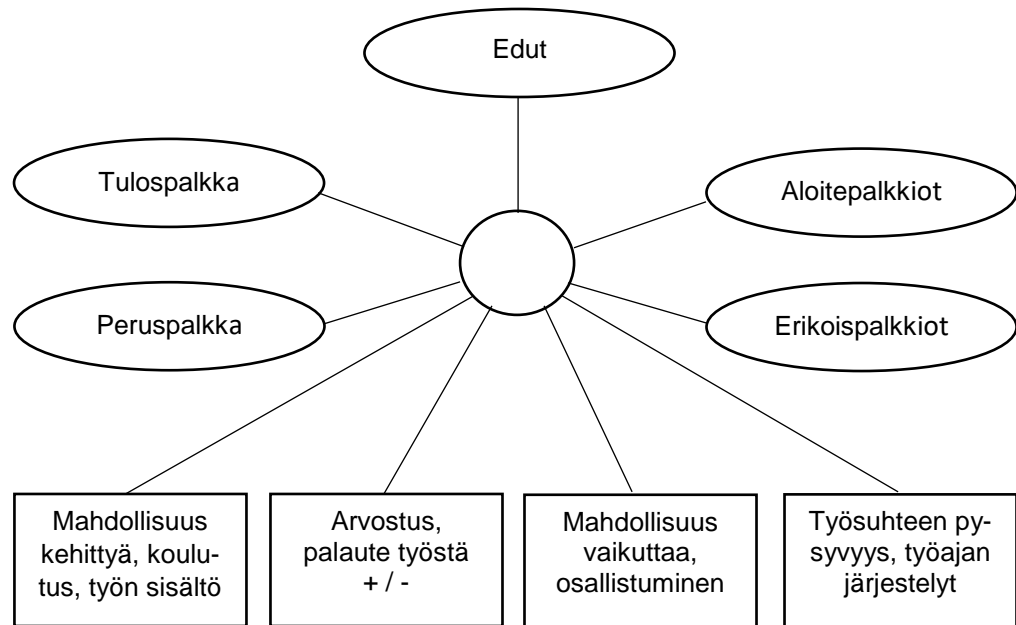 Edut
Tulospalkka
Aloitepalkkiot
Peruspalkka
Erikoispalkkiot
Mahdollisuus
kehittyä, koulu-
tus, työn sisältö
Arvostus,
palaute työstä
+ / -
Mahdollisuus
vaikuttaa,
osallistuminen
Työsuhteen py-
syvyys, työajan
järjestelyt